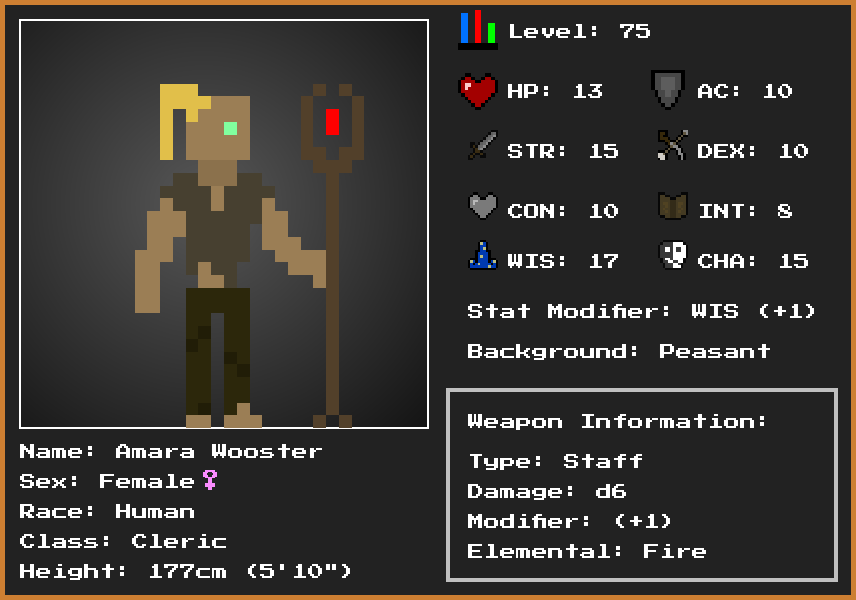 Level: 75
HP: 13 AC: 10
STR: 15 DEX: 10
CON: 10 INT: 8
WIS: 17 CHA: 15
Stat Modifier: WIS (+1)
Background: Peasant
Weapon Information:
Type: Staff
Damage: d6
Modifier: (+1)
Elemental: Fire
Name: Amara Wooster
Sex: Female♀
Race: Human
Class: Cleric
Height: 177cm (5'10")